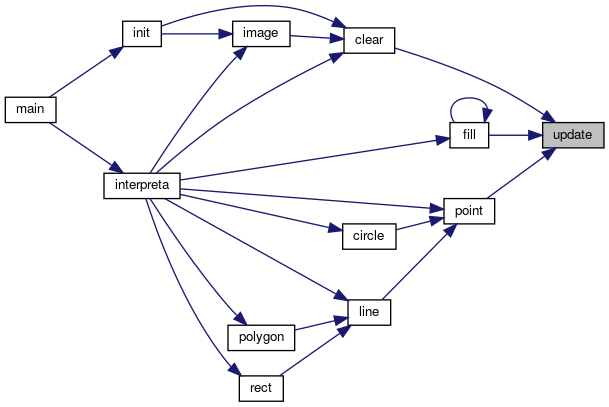 init
image
clear
main
update
fill
interpreta
point
circle
line
polygon
rect